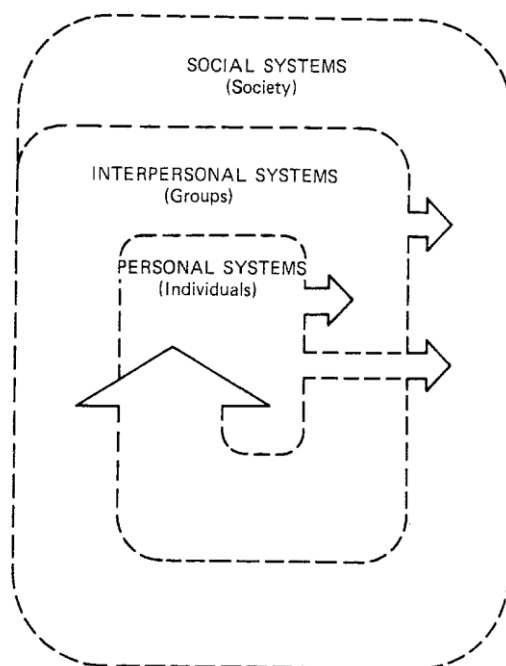 SOCIAL SYSTEMS
(Society)
INTERPERSONAL SYSTEMS
(Groups)
PERSONAL SYSTEMS
(Individuals)